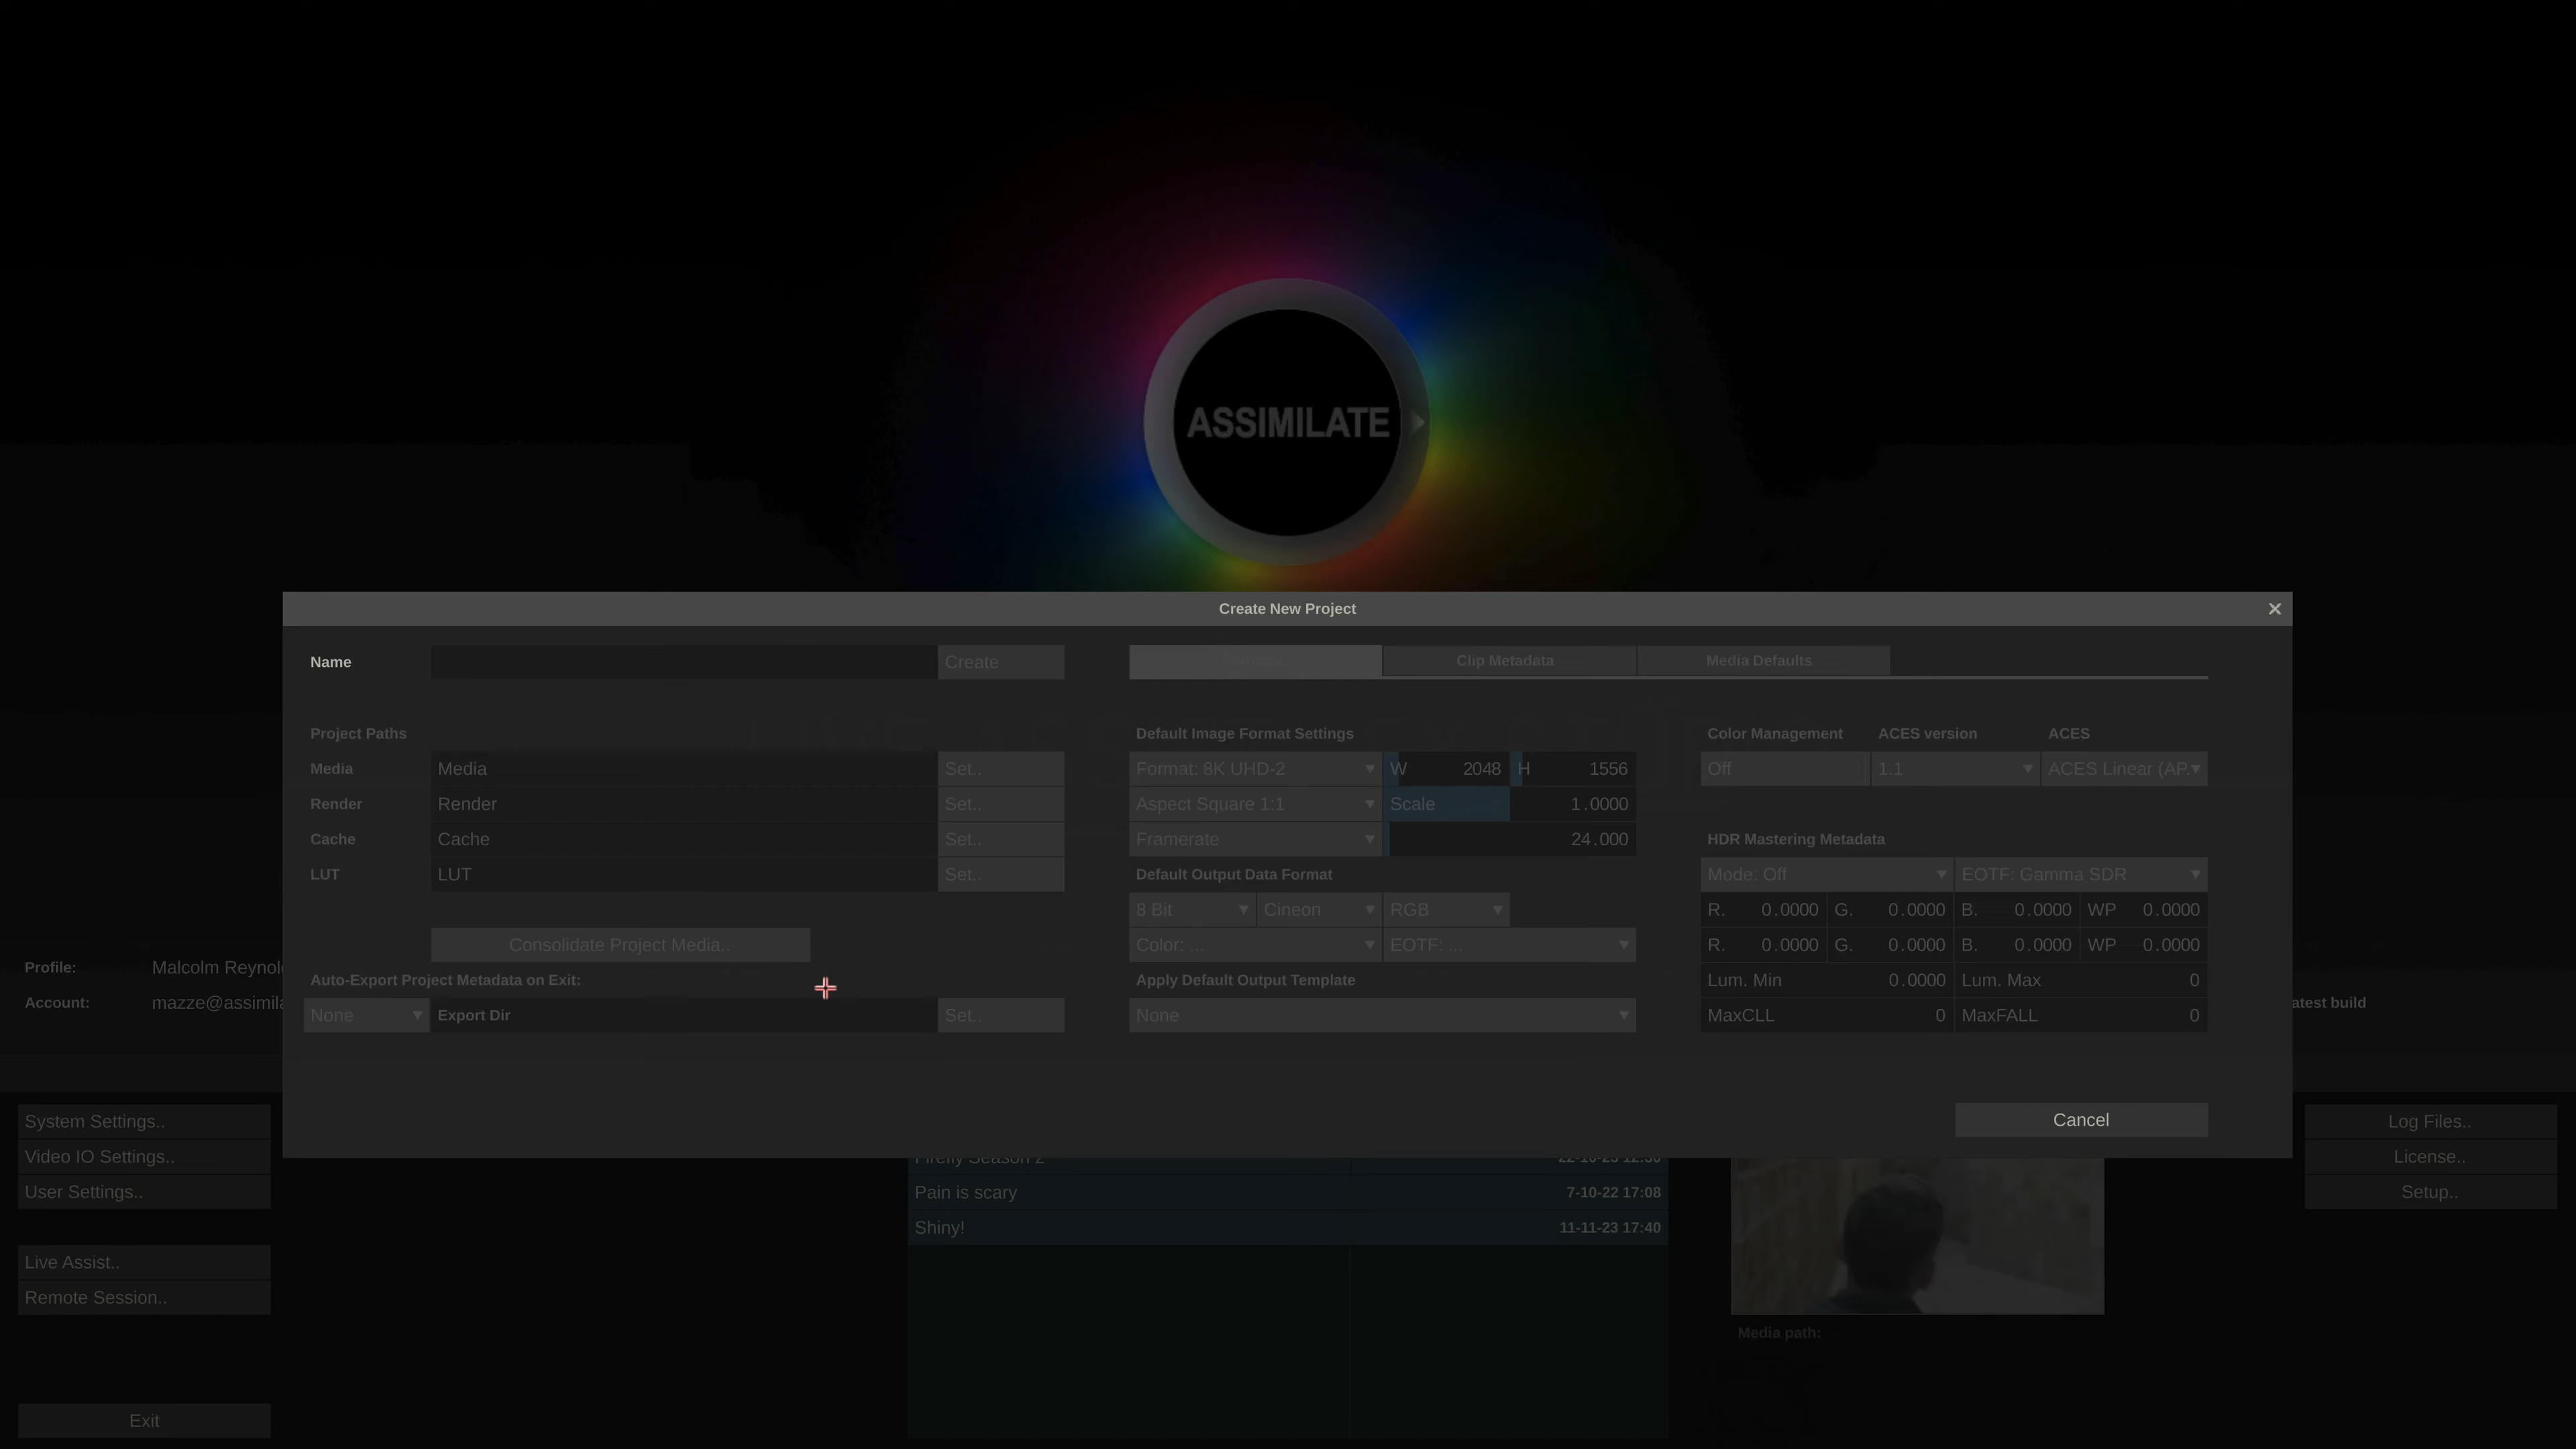 ASSIMILATE
Create New Project
Name
Create
Clip Metadata
Media Defaults
Project Paths
Media
Media
Set..
Render
Render
Set..
Cache
Cache
Set..
LUT
LUT
Set..
Consolidate Project Media..
Auto-Export Project Metadata on Exit:
None
Export Dir
Set..
Default Image Format Settings
Format: 8K UHD-2
W 2048
H 1556
Aspect Square 1:1
Scale 1.0000
Framerate
24.000
Default Output Data Format
8 Bit
Cineon
RGB
Color: ...
EOTF: ...
Apply Default Output Template
None
Color Management
ACES version
ACES
Off
1.1
ACES Linear (AP.
HDR Mastering Metadata
Mode: Off
EOTF: Gamma SDR
R. 0.0000 G. 0.0000 B. 0.0000 WP 0.0000
R. 0.0000 G. 0.0000 B. 0.0000 WP 0.0000
Lum. Min 0.0000 Lum. Max 0
MaxCLL 0 MaxFALL 0
Cancel
Profile: Malcolm Reynol
Account: mazze@assimila
atest build
System Settings..
Video IO Settings..
User Settings..
Live Assist..
Remote Session..
Exit
Firefly Season 2 22-10-23 12:50
Pain is scary 7-10-22 17:08
Shiny! 11-11-23 17:40
Media path:
Log Files..
License..
Setup..